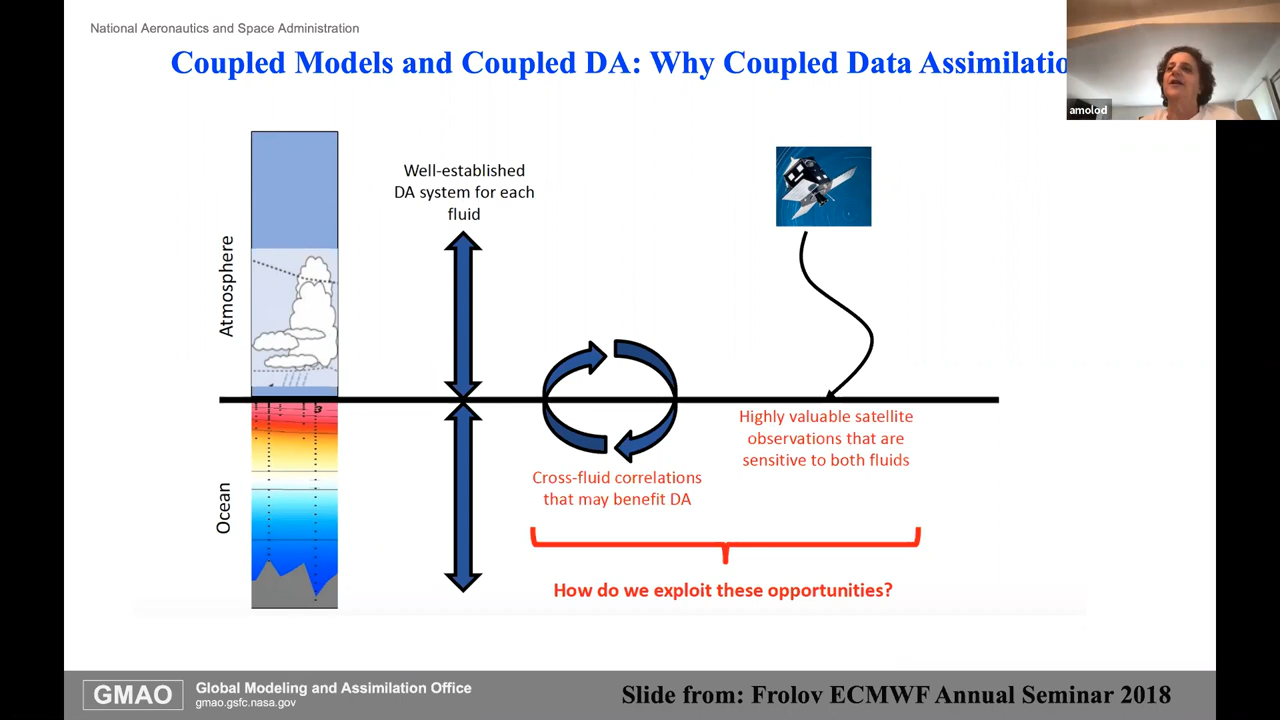 National Aeronautics and Space Administration
Coupled Models and Coupled DA: Why Coupled Data Assimilatio
amolod
Well-established
DA system for each
fluid
Atmosphere
Ocean
Highly valuable satellite
observations that are
sensitive to both fluids
Cross-fluid correlations
that may benefit DA
How do we exploit these opportunities?
GMAO
Global Modeling and Assimilation Office
gmao.gsfc.nasa.gov
Slide from: Frolov ECMWF Annual Seminar 2018